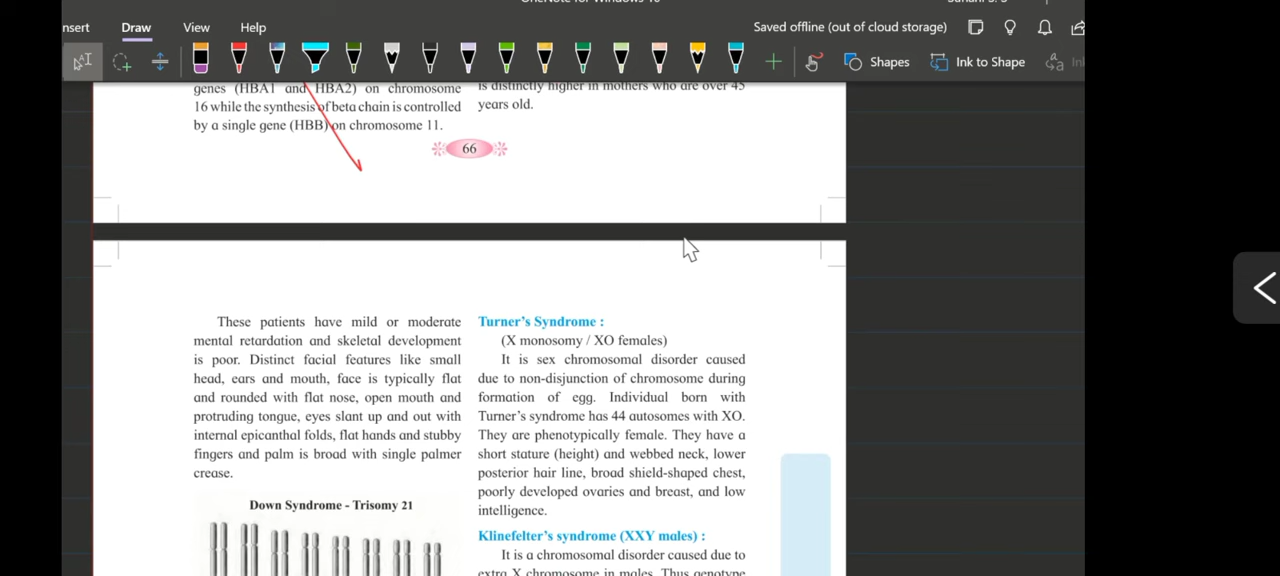 nsert Draw View Help
Saved offline (out of cloud storage)
Shapes Ink to Shape
genes (HBA1 and HBA2) on chromosome
16 while the synthesis of beta chain is controlled
by a single gene (HBB) on chromosome 11.
is distinctly higher in mothers who are over 45
years old.
66
These patients have mild or moderate
mental retardation and skeletal development
is poor. Distinct facial features like small
head, ears and mouth, face is typically flat
and rounded with flat nose, open mouth and
protruding tongue, eyes slant up and out with
internal epicanthal folds, flat hands and stubby
fingers and palm is broad with single palmer
crease.
Down Syndrome - Trisomy 21
Turner's Syndrome :
(X monosomy / XO females)
It is sex chromosomal disorder caused
due to non-disjunction of chromosome during
formation of egg. Individual born with
Turner's syndrome has 44 autosomes with XO.
They are phenotypically female. They have a
short stature (height) and webbed neck, lower
posterior hair line, broad shield-shaped chest,
poorly developed ovaries and breast, and low
intelligence.
Klinefelter's syndrome (XXY males) :
It is a chromosomal disorder caused due to
extra X chromosome in males. Thus genotype